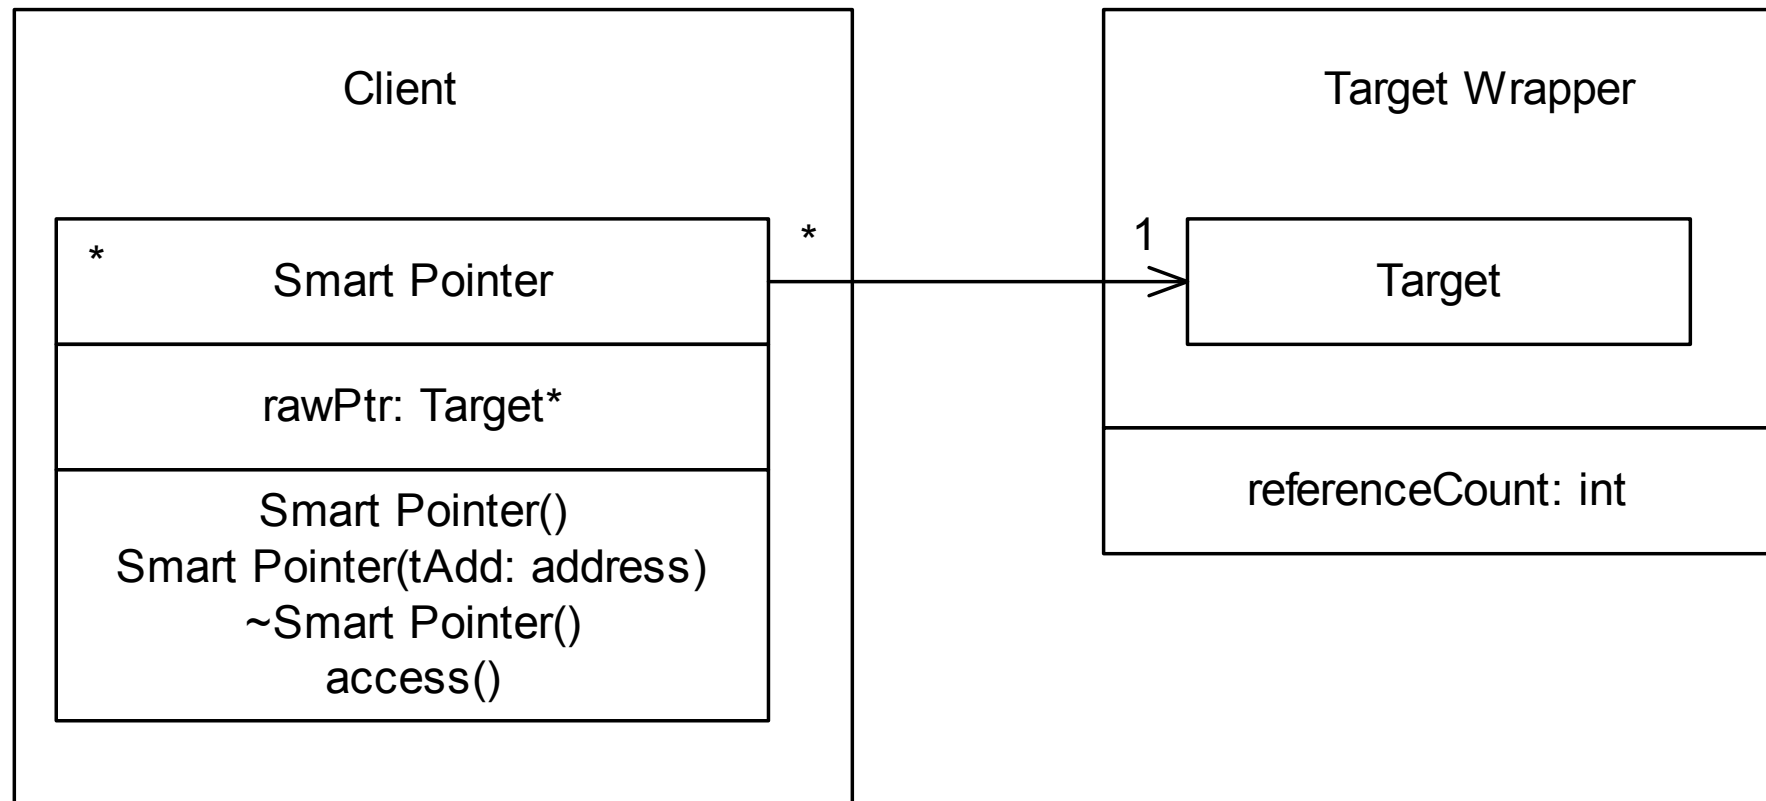 Client
*
Smart Pointer
rawPtr: Target*
Smart Pointer()
Smart Pointer(tAdd: address)
~Smart Pointer()
access()
*
1
Target Wrapper
Target
referenceCount: int